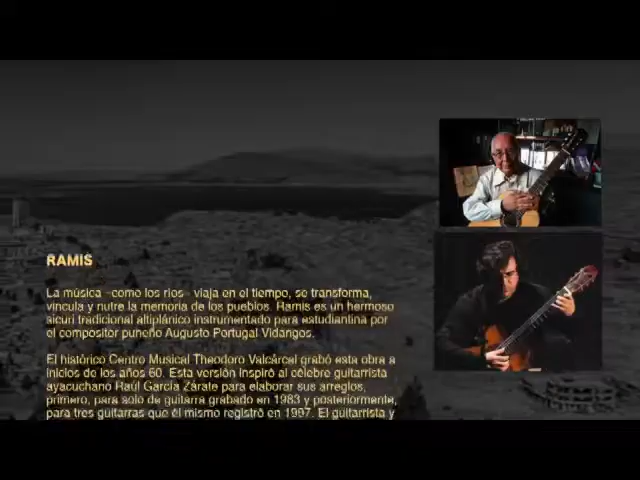 RAMIS
La música -como los ríos- viaja en el tiempo, se transforma,
vincula y nutre la memoria de los pueblos. Ramis es un hermoso
sicuri tradicional altiplánico instrumentado para estudiantina por
el compositor puneño Augusto Portugal Vidangos.
El histórico Centro Musical Theodoro Valcárcel grabó esta obra a
inicios de los años 60. Esta versión inspiró al célebre guitarrista
ayacuchano Raúl García Zárate para elaborar sus arreglos,
primero, para solo de guitarra grabado en 1983 y posteriormente,
para tres guitarras que él mismo registró en 1997. El guitarrista y